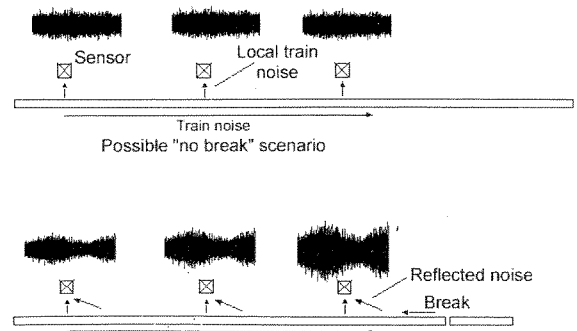 Sensor
Local train
noise
Train noise
Possible "no break" scenario
Reflected noise
Break